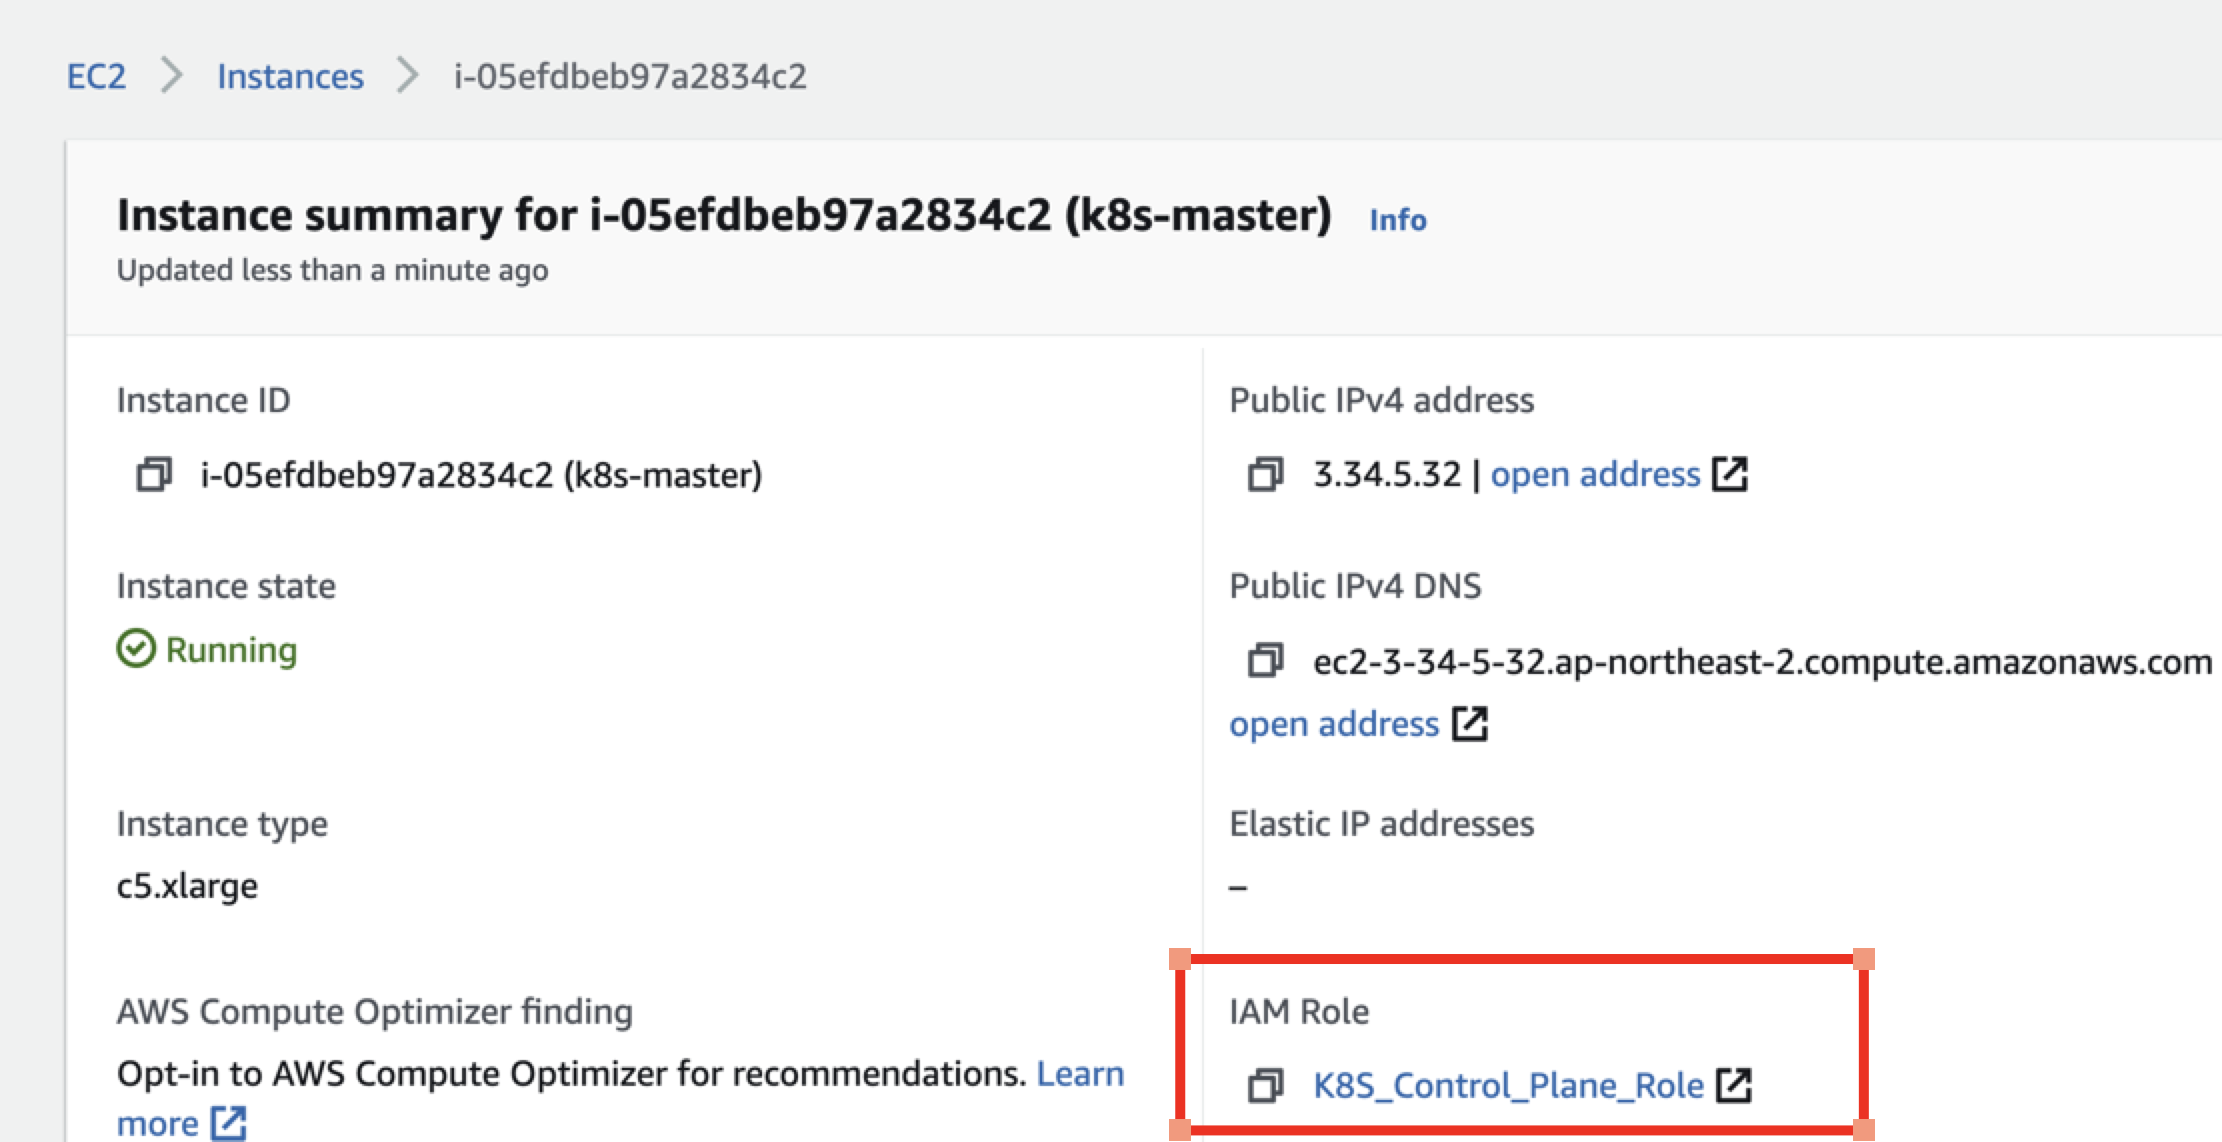 EC2 Instances i-05efdbeb97a2834c2
Instance summary for i-05efdbeb97a2834c2 (k8s-master) Info
Updated less than a minute ago
Instance ID
i-05efdbeb97a2834c2 (k8s-master)
Public IPv4 address
3.34.5.32 | open address
Instance state
Running
Public IPv4 DNS
ec2-3-34-5-32.ap-northeast-2.compute.amazonaws.com
open address
Instance type
c5.xlarge
Elastic IP addresses
–
AWS Compute Optimizer finding
Opt-in to AWS Compute Optimizer for recommendations. Learn
more
IAM Role
K8S_Control_Plane_Role